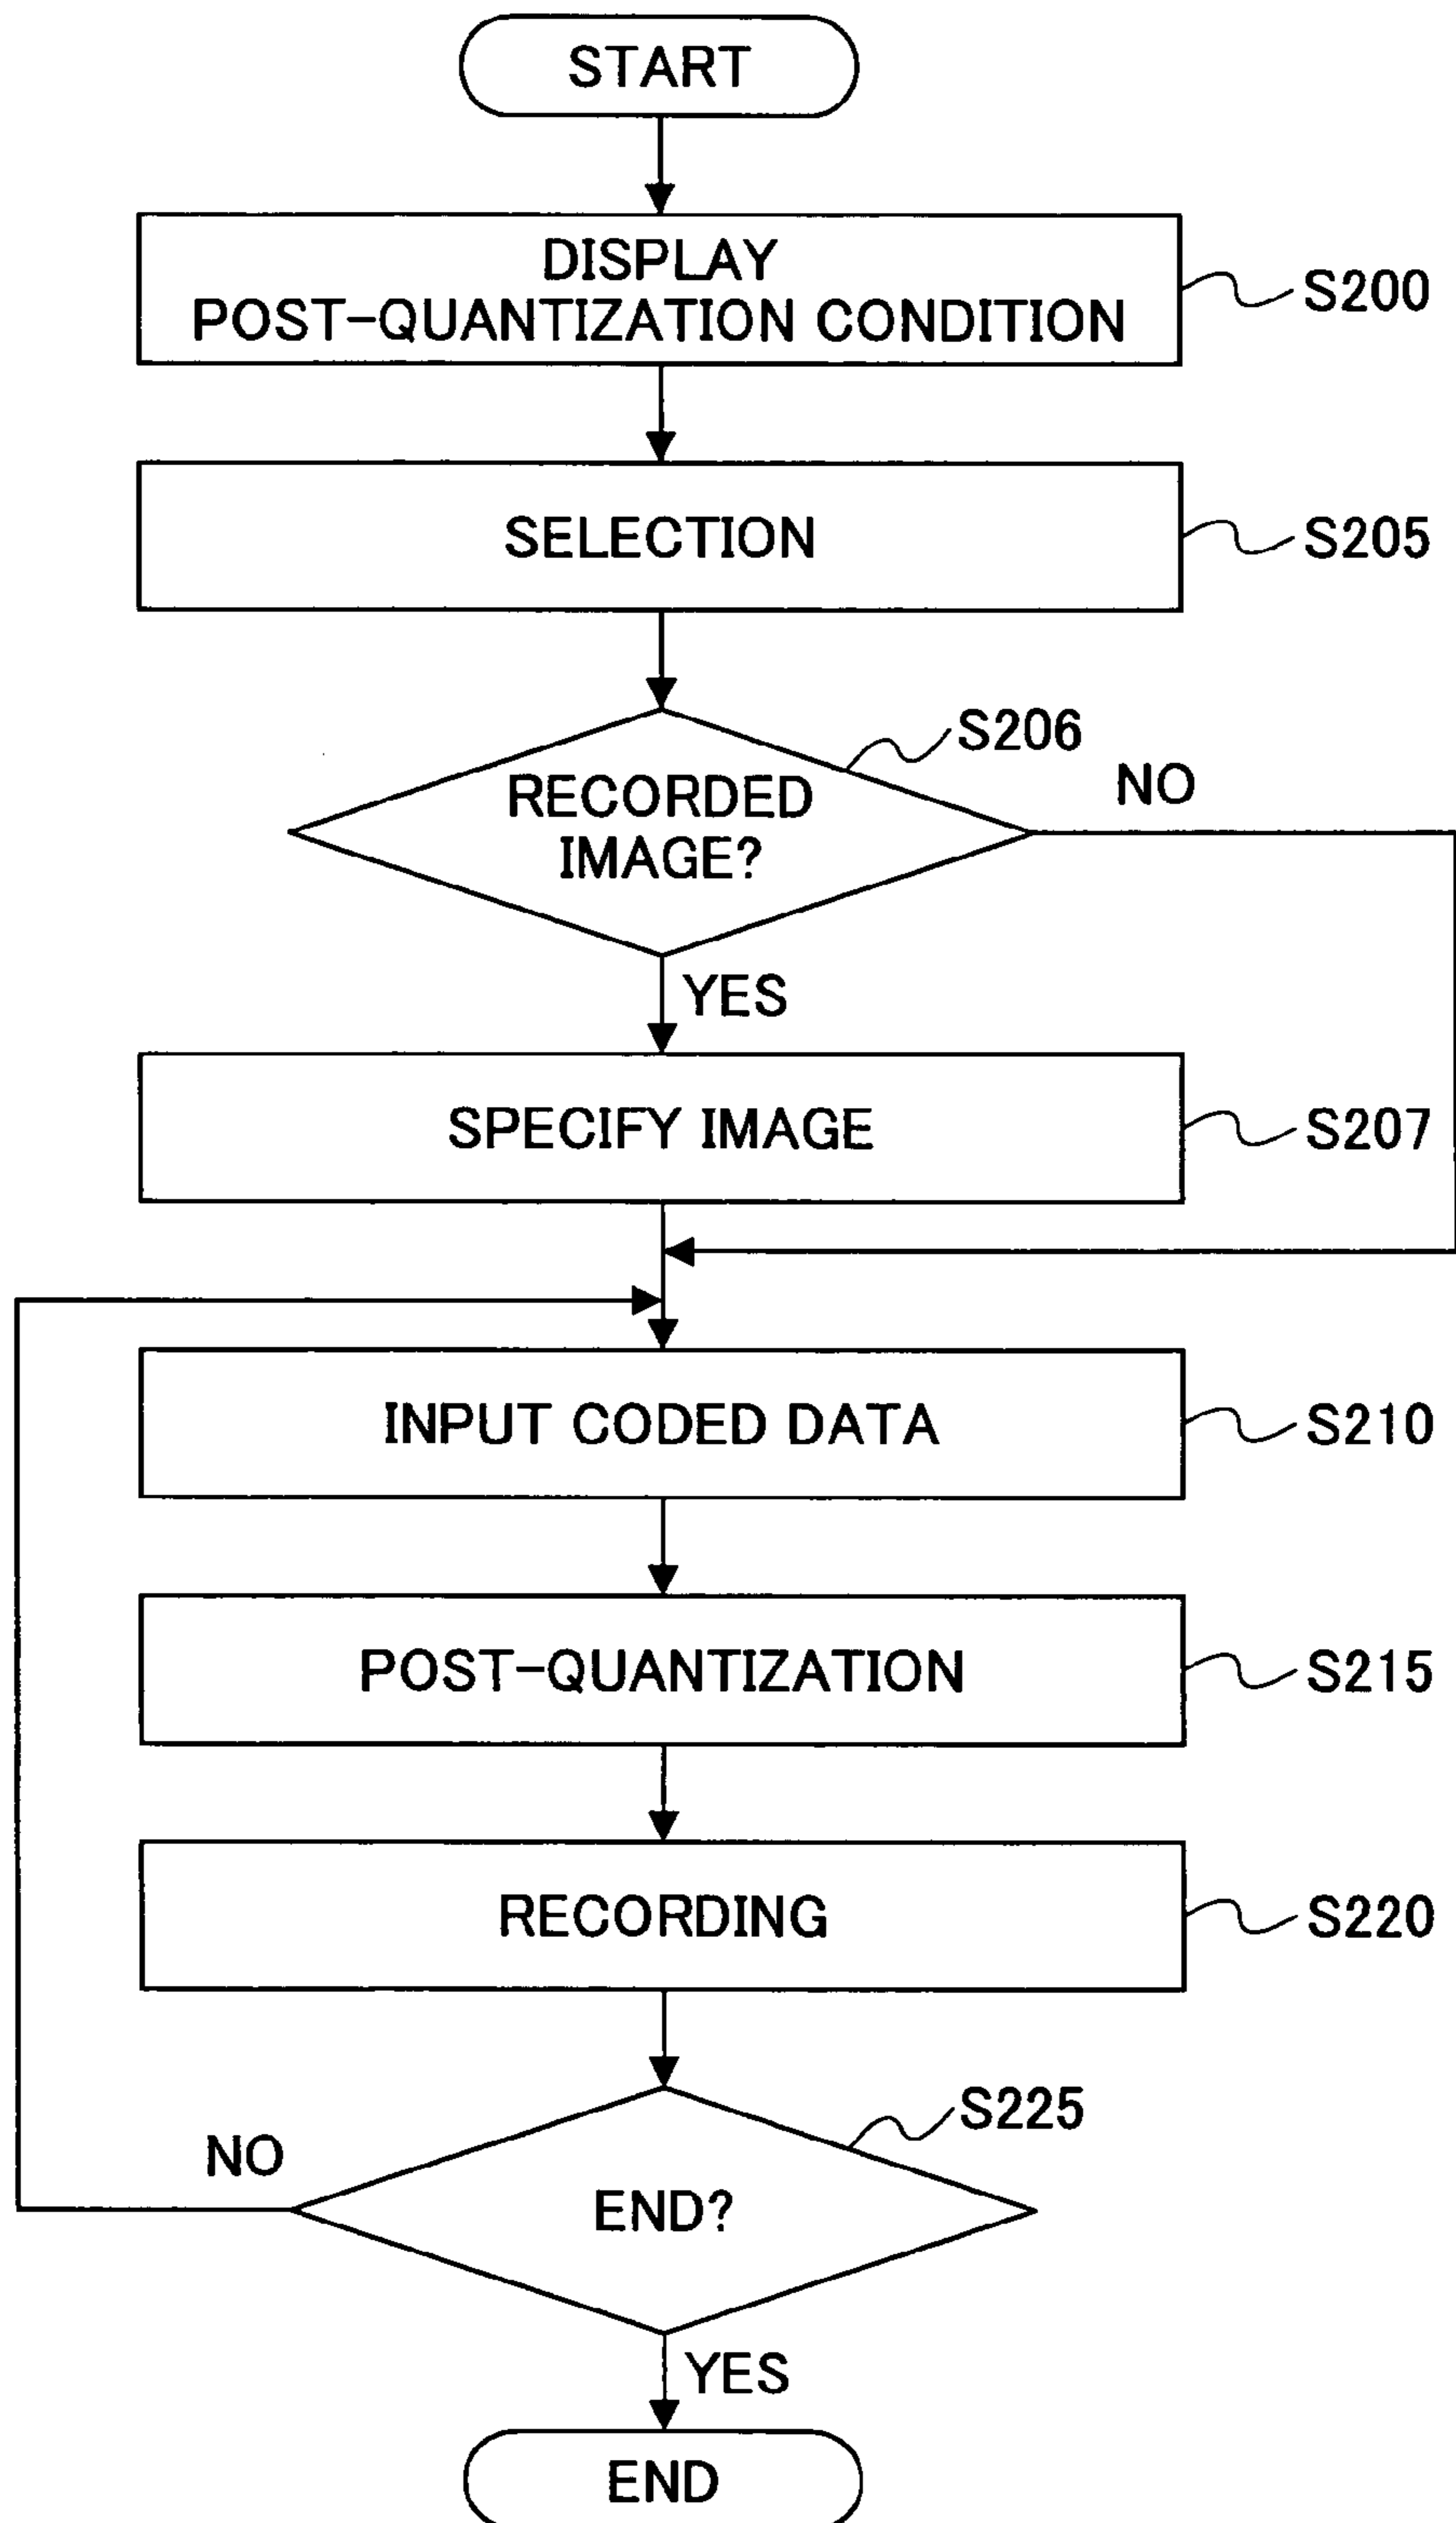 START
DISPLAY
POST-QUANTIZATION CONDITION
S200
SELECTION
S205
S206
RECORDED
IMAGE?
NO
YES
SPECIFY IMAGE
S207
INPUT CODED DATA
S210
POST-QUANTIZATION
S215
RECORDING
S220
S225
NO
END?
YES
END